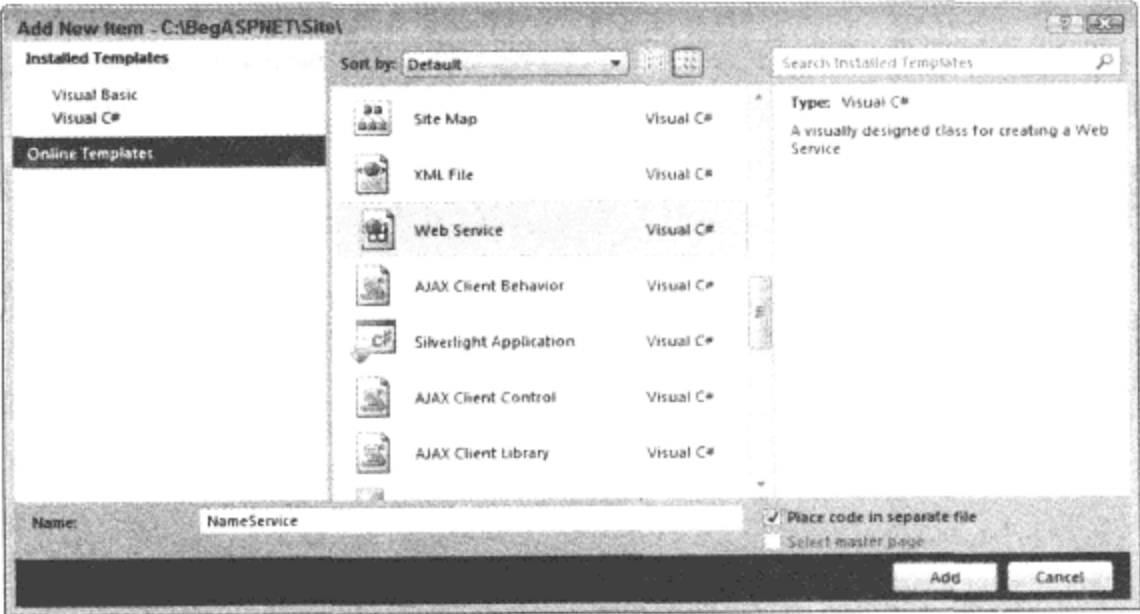 Add New Item - C:\BegASPNET\Site\
Installed Templates
Visual Basic
Visual C#
Online Templates
Sort by: Default
Search Installed Templates
Site Map Visual C#
XML File Visual C#
Web Service Visual C#
AJAX Client Behavior Visual C#
Silverlight Application Visual C#
AJAX Client Control Visual C#
AJAX Client Library Visual C#
Type: Visual C#
A visually designed class for creating a Web
Service
Name: NameService
Place code in separate file
Select master page
Add Cancel